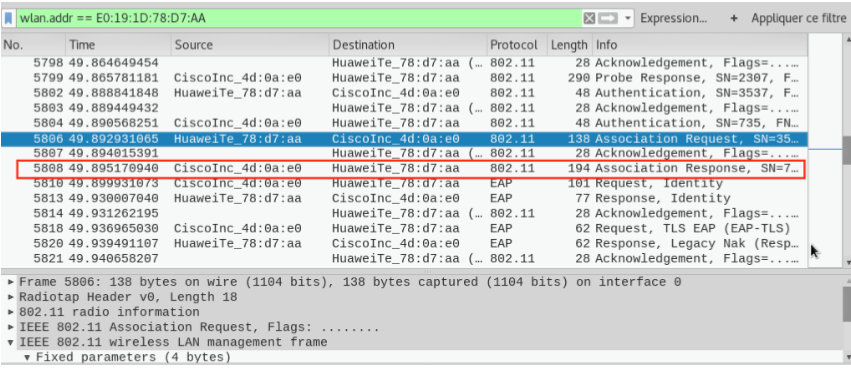 wlan.addr == E0:19:1D:78:D7:AA Expression... + Appliquer ce filtre
No. Time Source Destination Protocol Length Info
5798 49.864649454 HuaweiTe_78:d7:aa (… 802.11 28 Acknowledgement, Flags=...…
5799 49.865781181 CiscoInc_4d:0a:e0 HuaweiTe_78:d7:aa 802.11 290 Probe Response, SN=2307, F…
5802 49.888841848 HuaweiTe_78:d7:aa CiscoInc_4d:0a:e0 802.11 48 Authentication, SN=3537, F…
5803 49.889449432 HuaweiTe_78:d7:aa (… 802.11 28 Acknowledgement, Flags=...…
5804 49.890568251 CiscoInc_4d:0a:e0 HuaweiTe_78:d7:aa 802.11 48 Authentication, SN=735, FN…
5806 49.892931065 HuaweiTe_78:d7:aa CiscoInc_4d:0a:e0 802.11 138 Association Request, SN=35…
5807 49.894015391 HuaweiTe_78:d7:aa (… 802.11 28 Acknowledgement, Flags=...…
5808 49.895170940 CiscoInc_4d:0a:e0 HuaweiTe_78:d7:aa 802.11 194 Association Response, SN=7…
5810 49.899931073 CiscoInc_4d:0a:e0 HuaweiTe_78:d7:aa EAP 101 Request, Identity
5813 49.930007040 HuaweiTe_78:d7:aa CiscoInc_4d:0a:e0 EAP 77 Response, Identity
5814 49.931262195 HuaweiTe_78:d7:aa (… 802.11 28 Acknowledgement, Flags=...…
5818 49.936965030 CiscoInc_4d:0a:e0 HuaweiTe_78:d7:aa EAP 62 Request, TLS EAP (EAP-TLS)
5820 49.939491107 HuaweiTe_78:d7:aa CiscoInc_4d:0a:e0 EAP 62 Response, Legacy Nak (Resp…
5821 49.940658207 HuaweiTe_78:d7:aa (… 802.11 28 Acknowledgement, Flags=...…
Frame 5806: 138 bytes on wire (1104 bits), 138 bytes captured (1104 bits) on interface 0
Radiotap Header v0, Length 18
802.11 radio information
IEEE 802.11 Association Request, Flags: ........
IEEE 802.11 wireless LAN management frame
Fixed parameters (4 bytes)